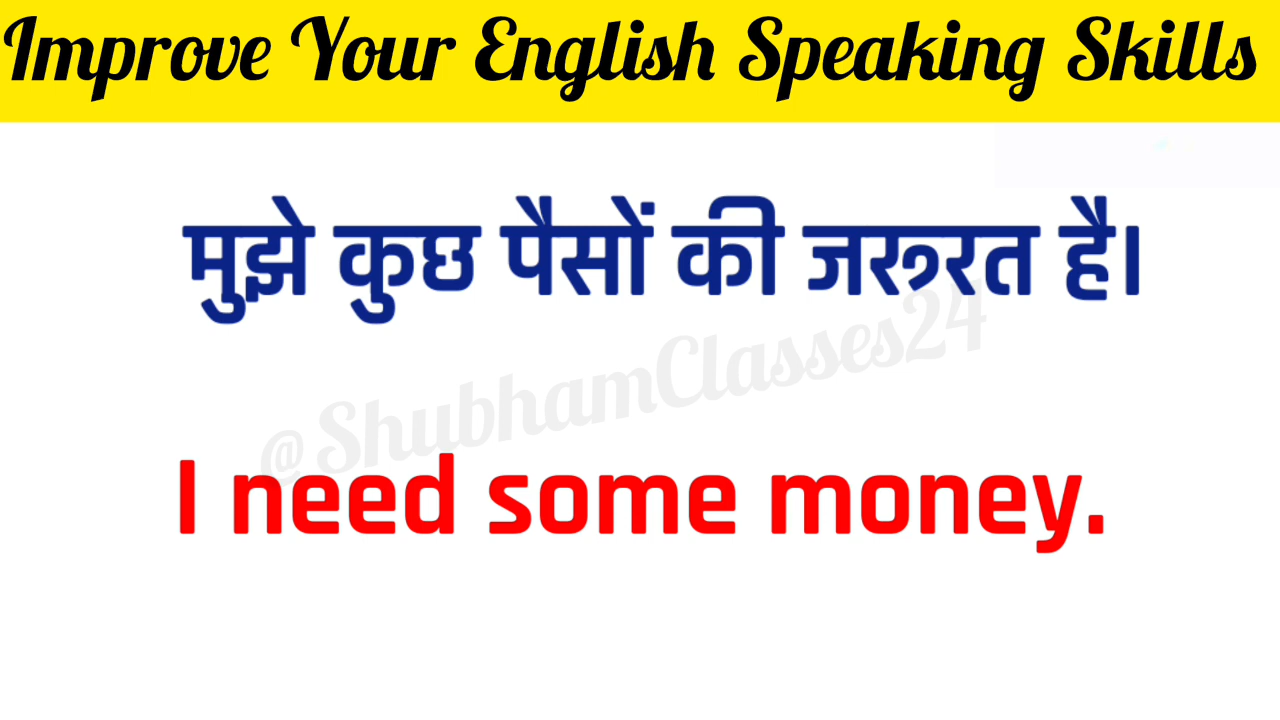 Improve Your English Speaking Skills
मुझे कुछ पैसों की जरूरत है।
@ShubhamClasses24
I need some money.